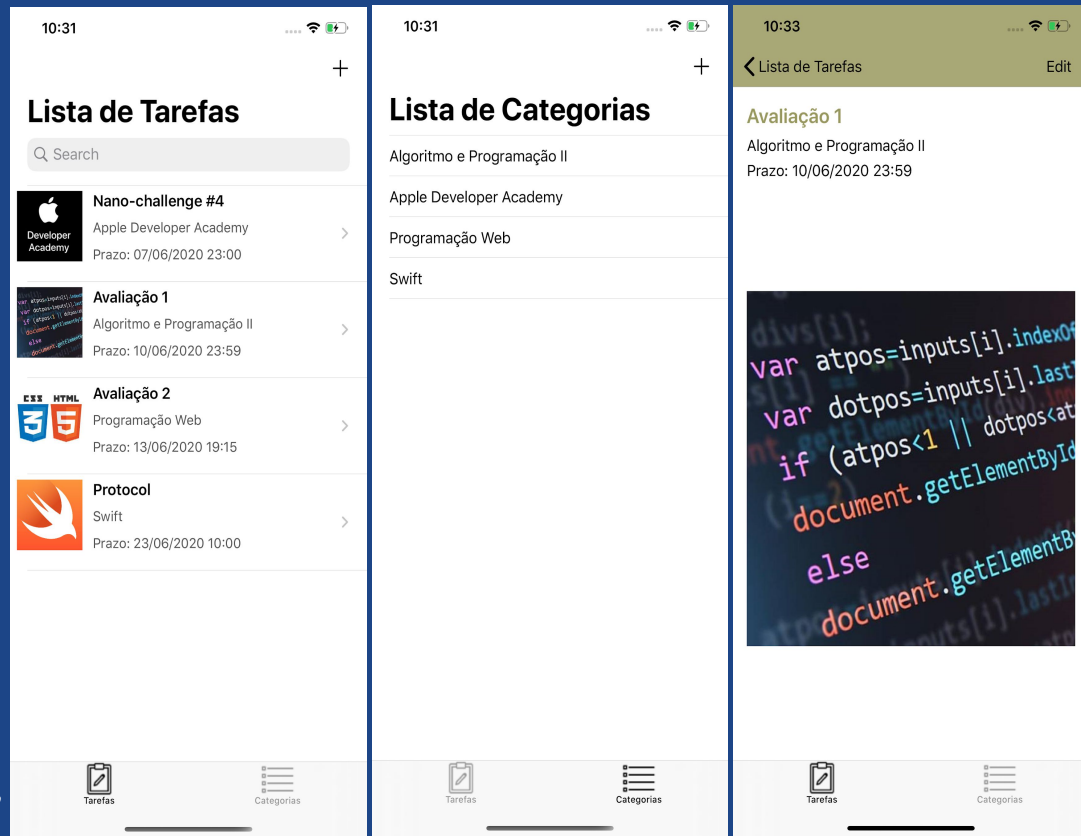 10:31
Lista de Tarefas
Search
Developer
Academy
Nano-challenge #4
Apple Developer Academy
Prazo: 07/06/2020 23:00
Avaliação 1
Algoritmo e Programação II
Prazo: 10/06/2020 23:59
CSS HTML
3 5
Avaliação 2
Programação Web
Prazo: 13/06/2020 19:15
Protocol
Swift
Prazo: 23/06/2020 10:00
Tarefas
Categorias
10:31
Lista de Categorias
Algoritmo e Programação II
Apple Developer Academy
Programação Web
Swift
Tarefas
Categorias
10:33
Lista de Tarefas
Edit
Avaliação 1
Algoritmo e Programação II
Prazo: 10/06/2020 23:59
divs[i];
var atpos=inputs[i].indexOf
var dotpos=inputs[i].last
if (atpos<1 || dotpos<at
document.getElementById
else
document.getElementB
Tarefas
Categorias